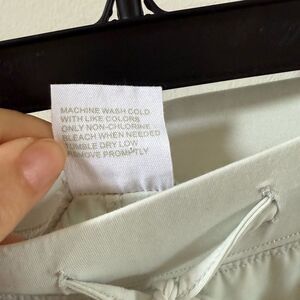 MACHINE WASH COLD
WITH LIKE COLORS
ONLY NON-CHLORINE
BLEACH WHEN NEEDED
TUMBLE DRY LOW
REMOVE PROMPTLY